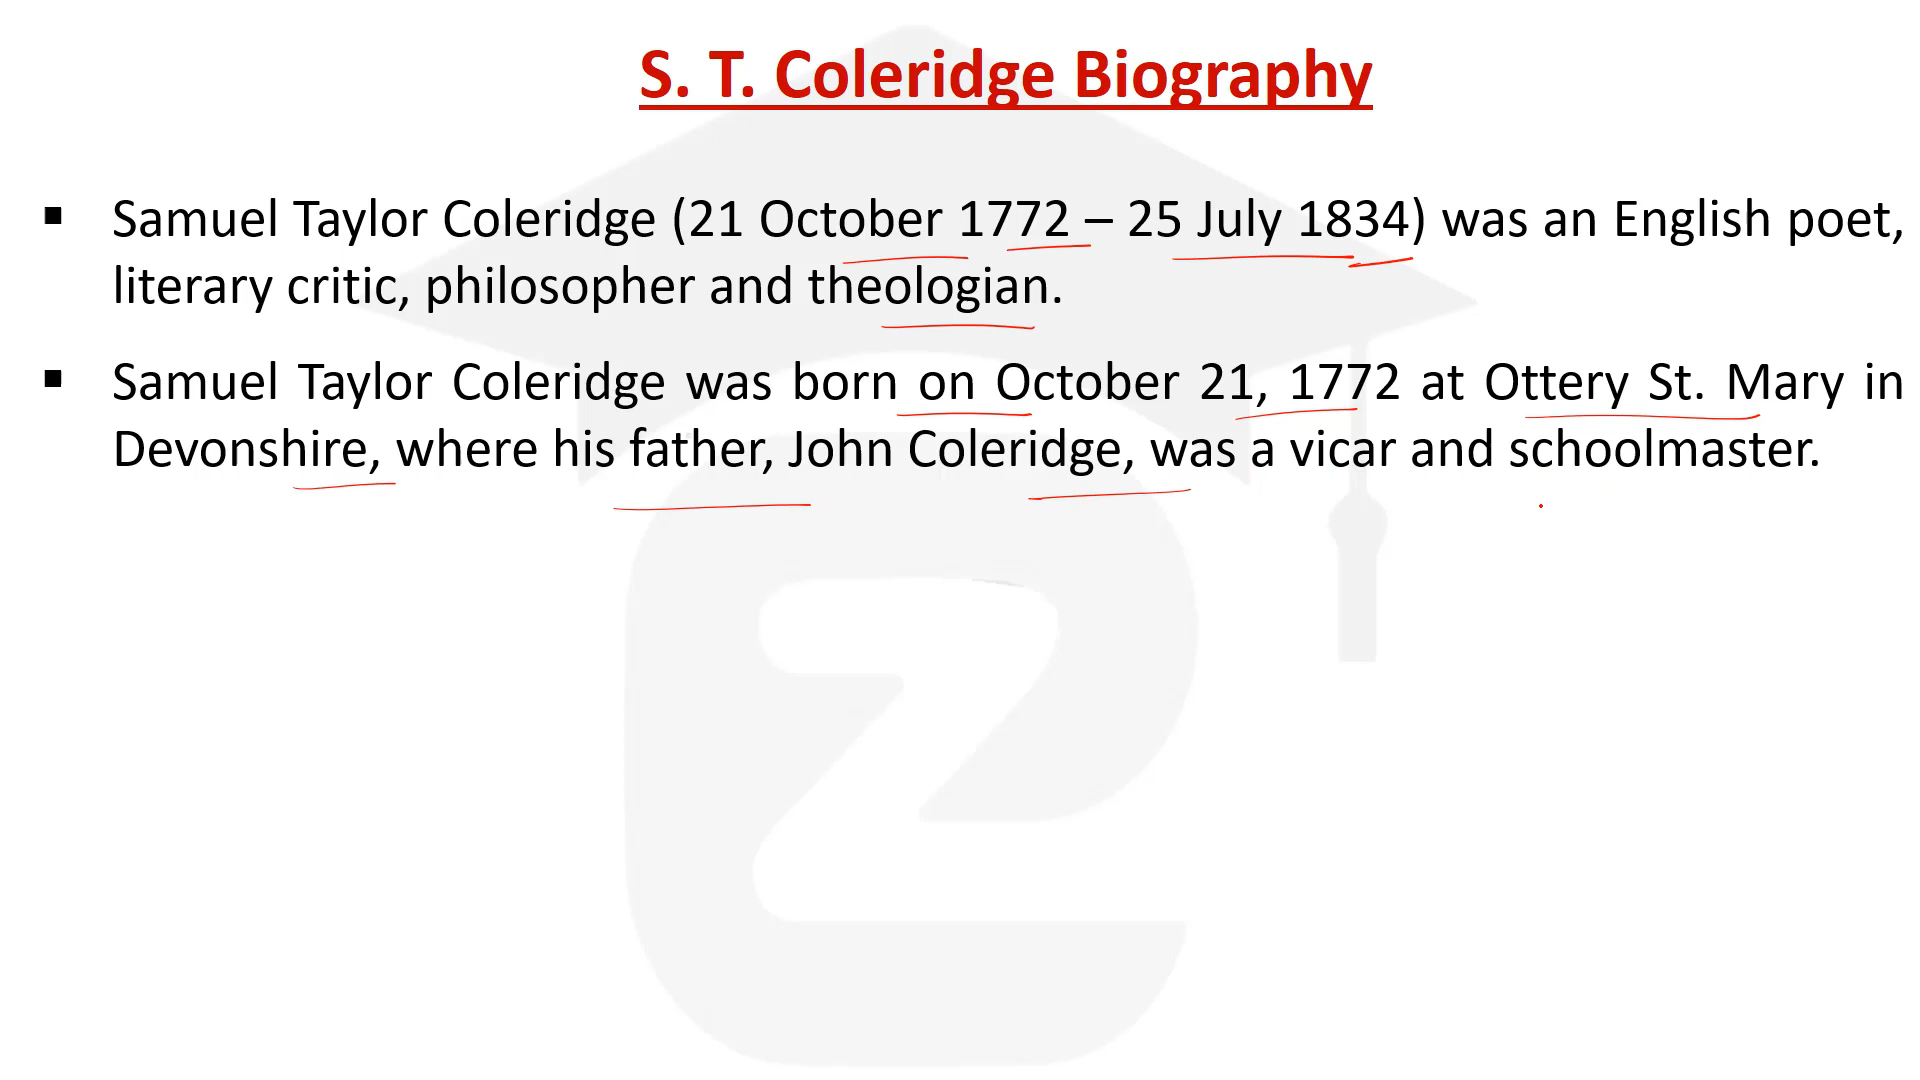 S. T. Coleridge Biography
▪ Samuel Taylor Coleridge (21 October 1772 – 25 July 1834) was an English poet,
literary critic, philosopher and theologian.
▪ Samuel Taylor Coleridge was born on October 21, 1772 at Ottery St. Mary in
Devonshire, where his father, John Coleridge, was a vicar and schoolmaster.